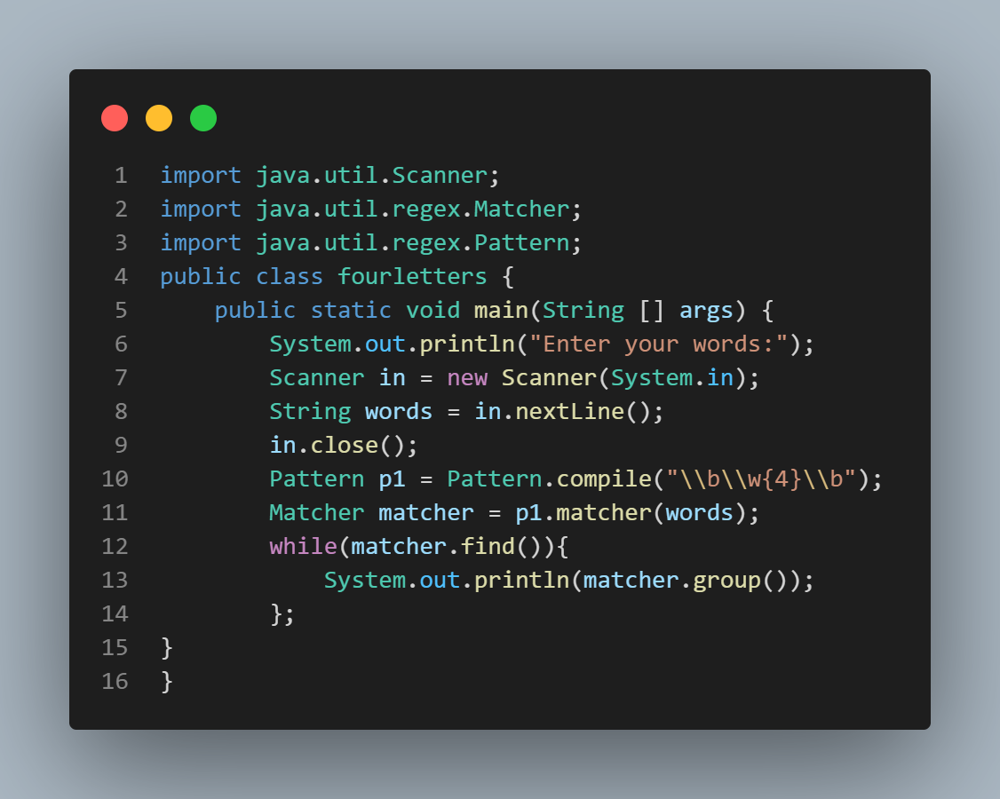 1 import java.util.Scanner;
2 import java.util.regex.Matcher;
3 import java.util.regex.Pattern;
4 public class fourletters {
5     public static void main(String [] args) {
6         System.out.println("Enter your words:");
7         Scanner in = new Scanner(System.in);
8         String words = in.nextLine();
9         in.close();
10         Pattern p1 = Pattern.compile("\\b\\w{4}\\b");
11         Matcher matcher = p1.matcher(words);
12         while(matcher.find()){
13             System.out.println(matcher.group());
14         };
15 }
16 }